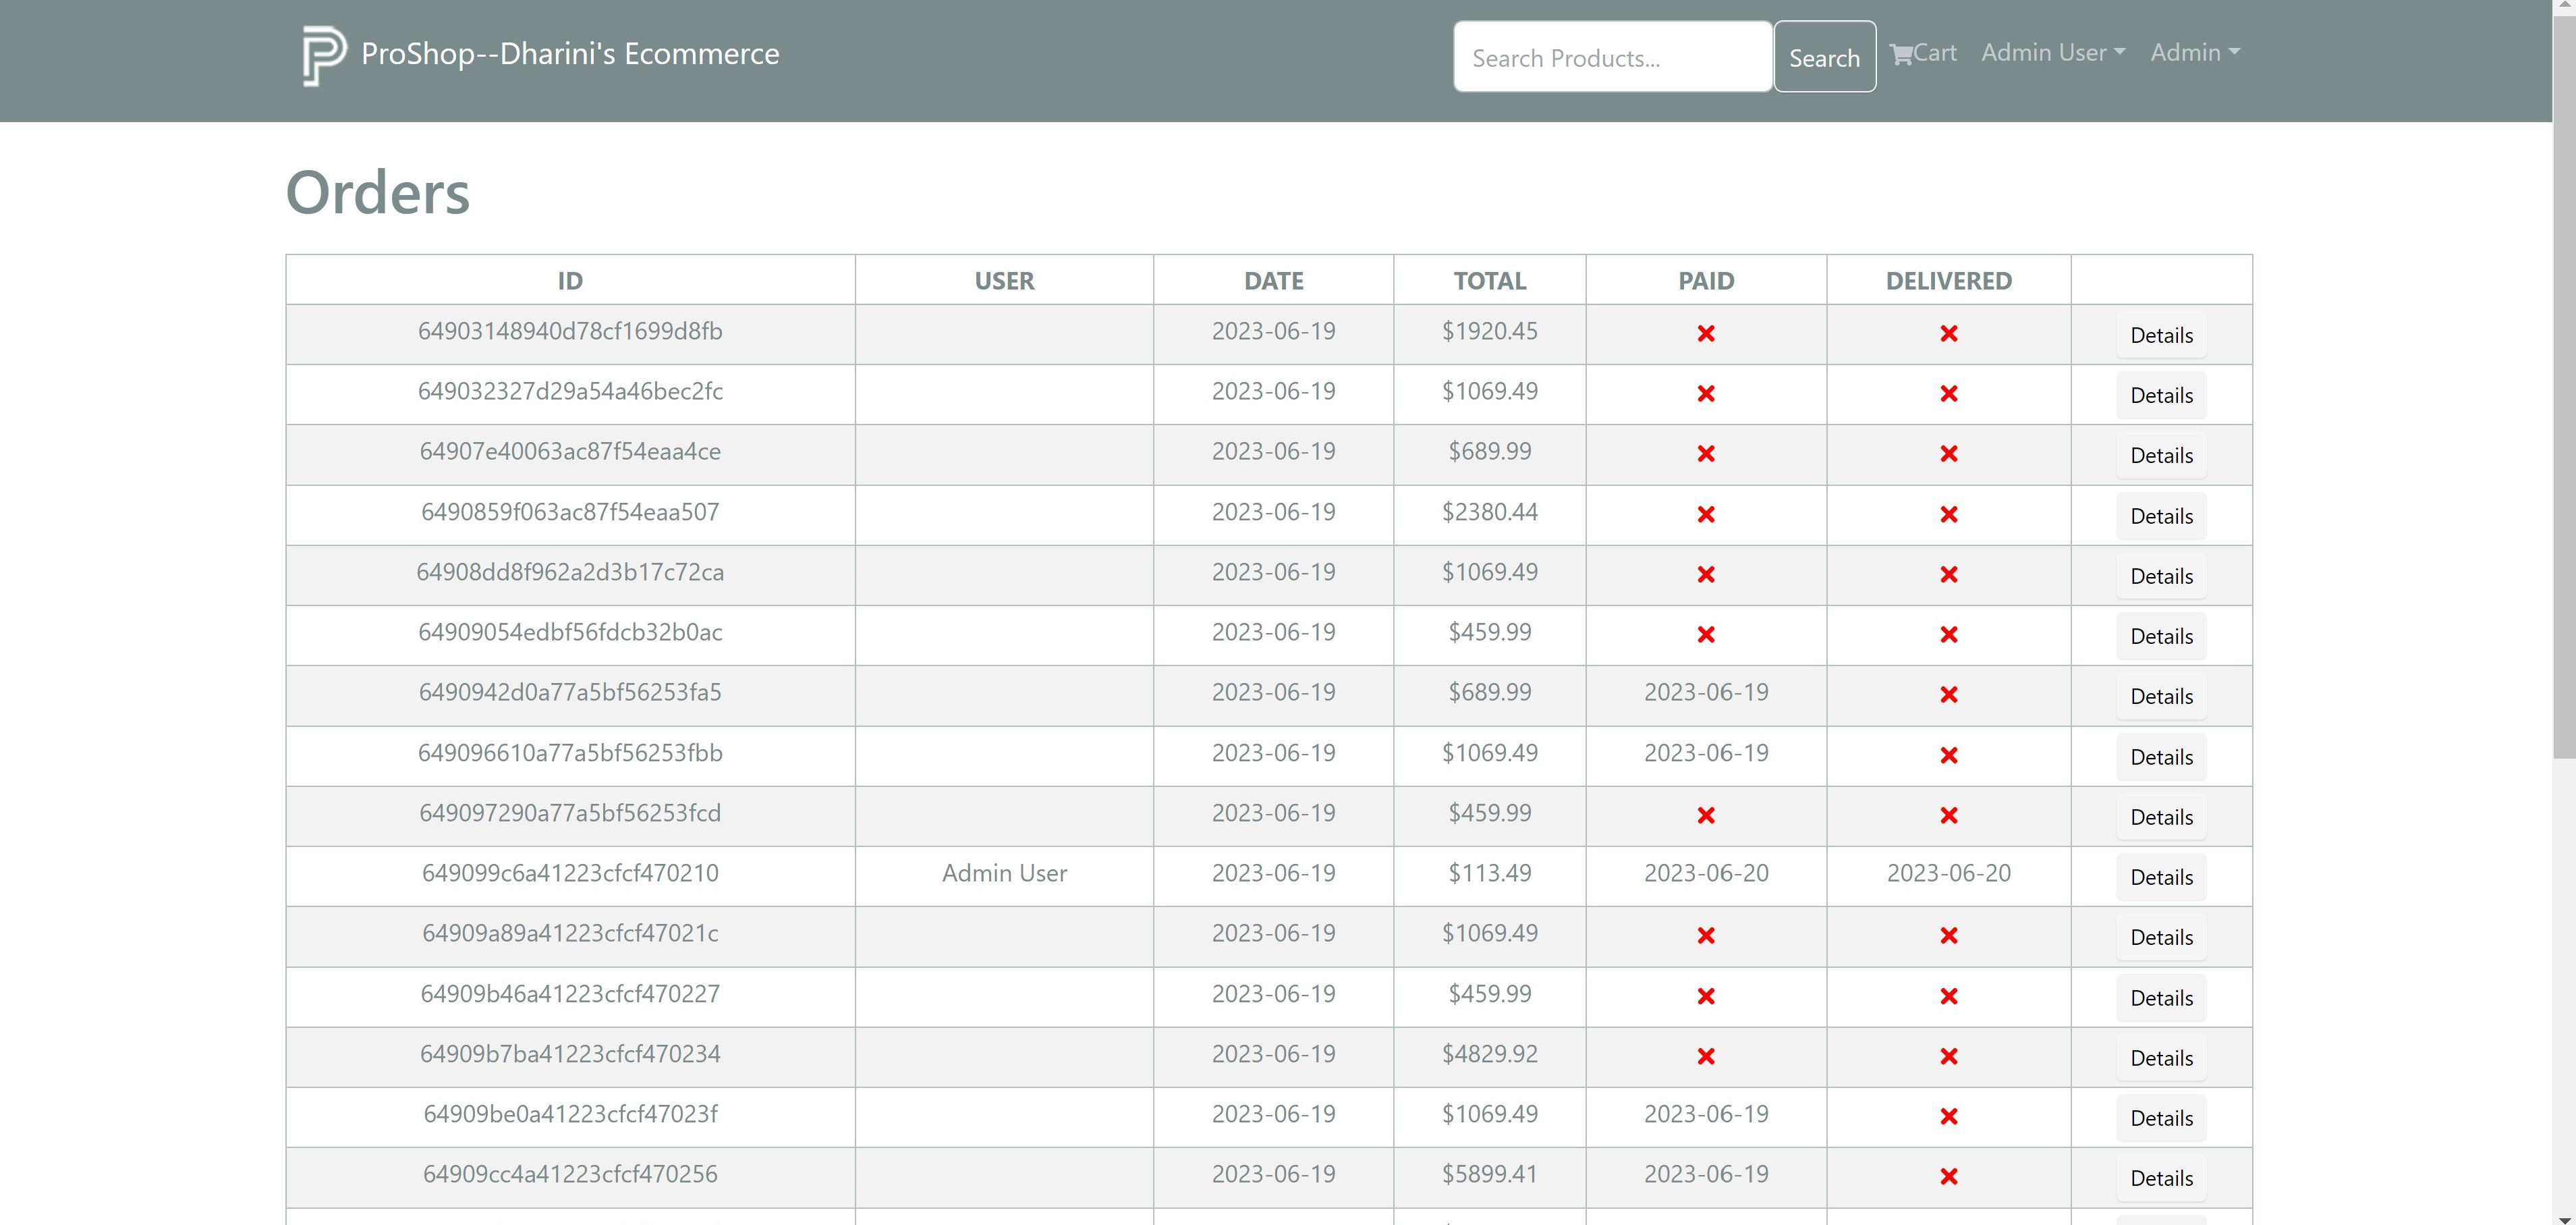 ProShop--Dharini's Ecommerce Search Products... Search Cart Admin User Admin
Orders
ID USER DATE TOTAL PAID DELIVERED
64903148940d78cf1699d8fb 2023-06-19 $1920.45 Details
649032327d29a54a46bec2fc 2023-06-19 $1069.49 Details
64907e40063ac87f54eaa4ce 2023-06-19 $689.99 Details
6490859f063ac87f54eaa507 2023-06-19 $2380.44 Details
64908dd8f962a2d3b17c72ca 2023-06-19 $1069.49 Details
64909054edbf56fdcb32b0ac 2023-06-19 $459.99 Details
6490942d0a77a5bf56253fa5 2023-06-19 $689.99 2023-06-19 Details
649096610a77a5bf56253fbb 2023-06-19 $1069.49 2023-06-19 Details
649097290a77a5bf56253fcd 2023-06-19 $459.99 Details
649099c6a41223cfcf470210 Admin User 2023-06-19 $113.49 2023-06-20 2023-06-20 Details
64909a89a41223cfcf47021c 2023-06-19 $1069.49 Details
64909b46a41223cfcf470227 2023-06-19 $459.99 Details
64909b7ba41223cfcf470234 2023-06-19 $4829.92 Details
64909be0a41223cfcf47023f 2023-06-19 $1069.49 2023-06-19 Details
64909cc4a41223cfcf470256 2023-06-19 $5899.41 2023-06-19 Details